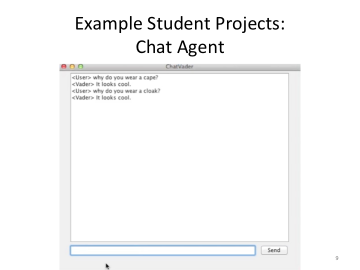 Example Student Projects:
Chat Agent
ChatVader
<User> why do you wear a cape?
<Vader> It looks cool.
<User> why do you wear a cloak?
<Vader> It looks cool.
Send